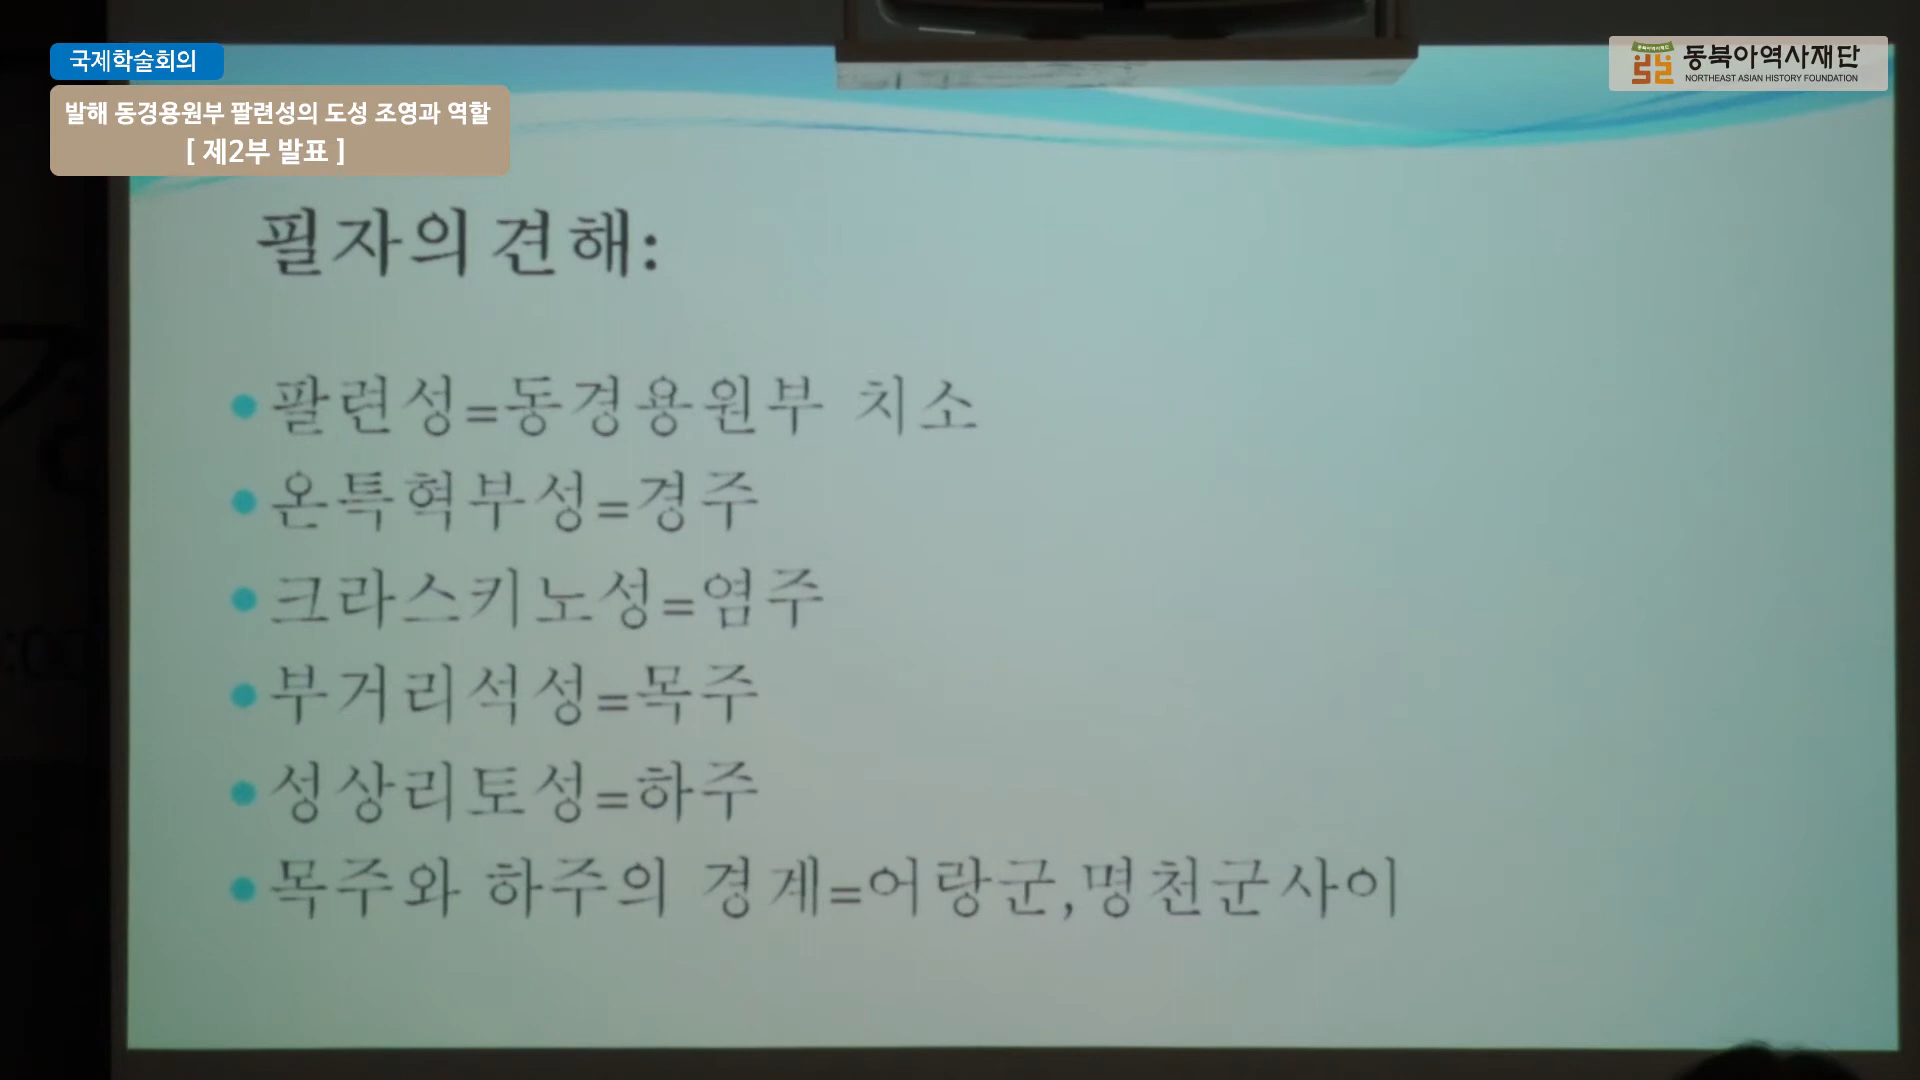 국제학술회의
발해 동경용원부 팔련성의 도성 조영과 역할
[ 제2부 발표 ]
동북아역사재단
NORTHEAST ASIAN HISTORY FOUNDATION
필자의 견해:
팔련성=동경용원부 치소
온특혁부성=경주
크라스키노성=염주
부거리석성=목주
성상리토성=하주
목주와 하주의 경계=어랑군,명천군사이